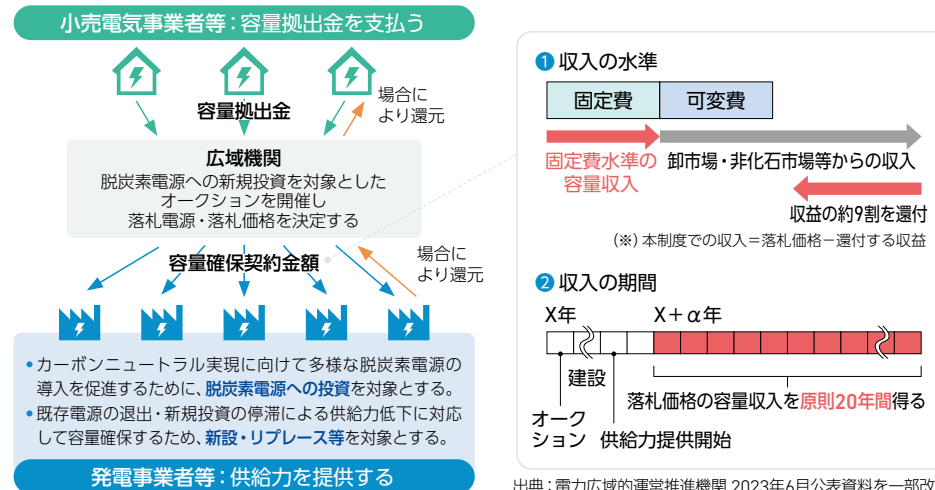 小売電気事業者等：容量拠出金を支払う
容量拠出金
場合に
より還元
広域機関
脱炭素電源への新規投資を対象とした
オークションを開催し
落札電源・落札価格を決定する
容量確保契約金額
場合に
より還元
•カーボンニュートラル実現に向けて多様な脱炭素電源の
導入を促進するために、脱炭素電源への投資を対象とする。
•既存電源の退出・新規投資の停滞による供給力低下に対応
して容量確保するため、新設・リプレース等を対象とする。
発電事業者等：供給力を提供する
❶収入の水準
固定費
可変費
固定費水準の
容量収入
卸市場・非化石市場等からの収入
収益の約9割を還付
（※）本制度での収入＝落札価格－還付する収益
❷収入の期間
X年
X＋α年
建設
オーク
ション
供給力提供開始
落札価格の容量収入を原則20年間得る
出典：電力広域的運営推進機関 2023年6月公表資料を一部改